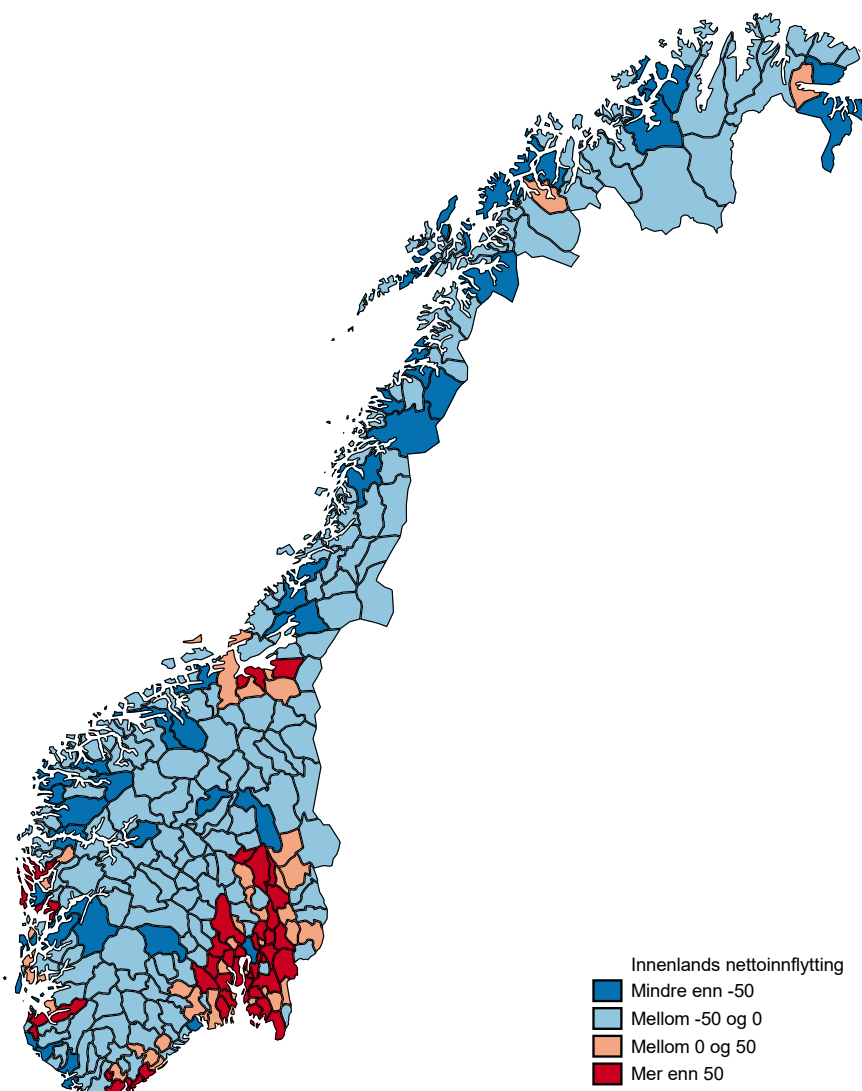 Innenlands nettoinnflytting
Mindre enn -50
Mellom -50 og 0
Mellom 0 og 50
Mer enn 50